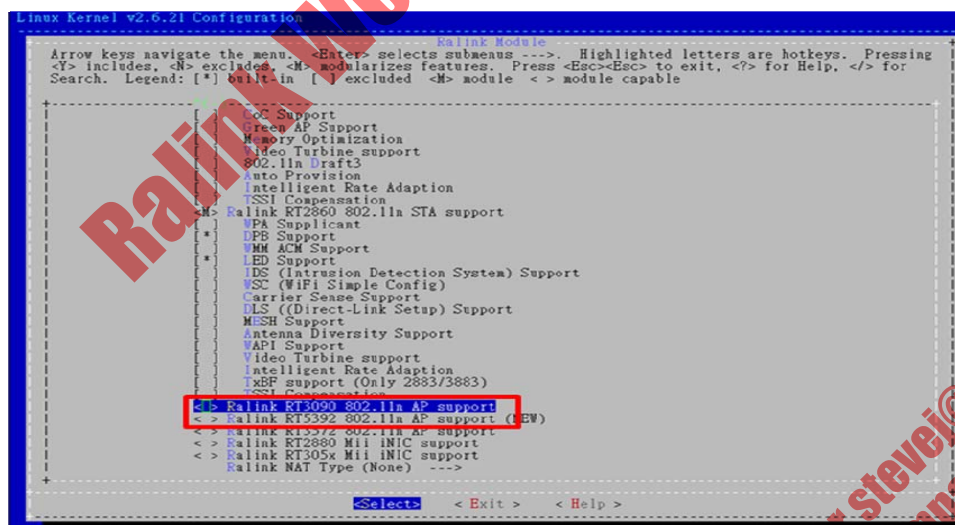 Linux Kernel v2.6.21 Configuration
Ralink Module
Arrow keys navigate the menu. <Enter> selects submenus --->. Highlighted letters are hotkeys. Pressing
<Y> includes, <N> excludes, <M> modularizes features. Press <Esc><Esc> to exit, <?> for Help, </> for
Search. Legend: [*] built-in [ ] excluded <M> module < > module capable
[ ] CoC Support
[ ] Green AP Support
[ ] Memory Optimization
[ ] Video Turbine support
[ ] 802.11n Draft3
[ ] Auto Provision
[ ] Intelligent Rate Adaption
[ ] TSSI Compensation
<M> Ralink RT2860 802.11n STA support
[ ] WPA Supplicant
[*] DPB Support
[ ] WMM ACM Support
[*] LED Support
[ ] IDS (Intrusion Detection System) Support
[ ] WSC (WiFi Simple Config)
[ ] Carrier Sense Support
[ ] DLS ((Direct-Link Setup) Support
[ ] MESH Support
[ ] Antenna Diversity Support
[ ] WAPI Support
[ ] Video Turbine support
[ ] Intelligent Rate Adaption
[ ] TxBF support (Only 2883/3883)
[ ] TSSI Compensation
< > Ralink RT3090 802.11n AP support
< > Ralink RT5392 802.11n AP support (NEW)
< > Ralink RT3572 802.11n AP support
< > Ralink RT2880 Mii iNIC support
< > Ralink RT305x Mii iNIC support
Ralink NAT Type (None) --->
<Select> < Exit > < Help >